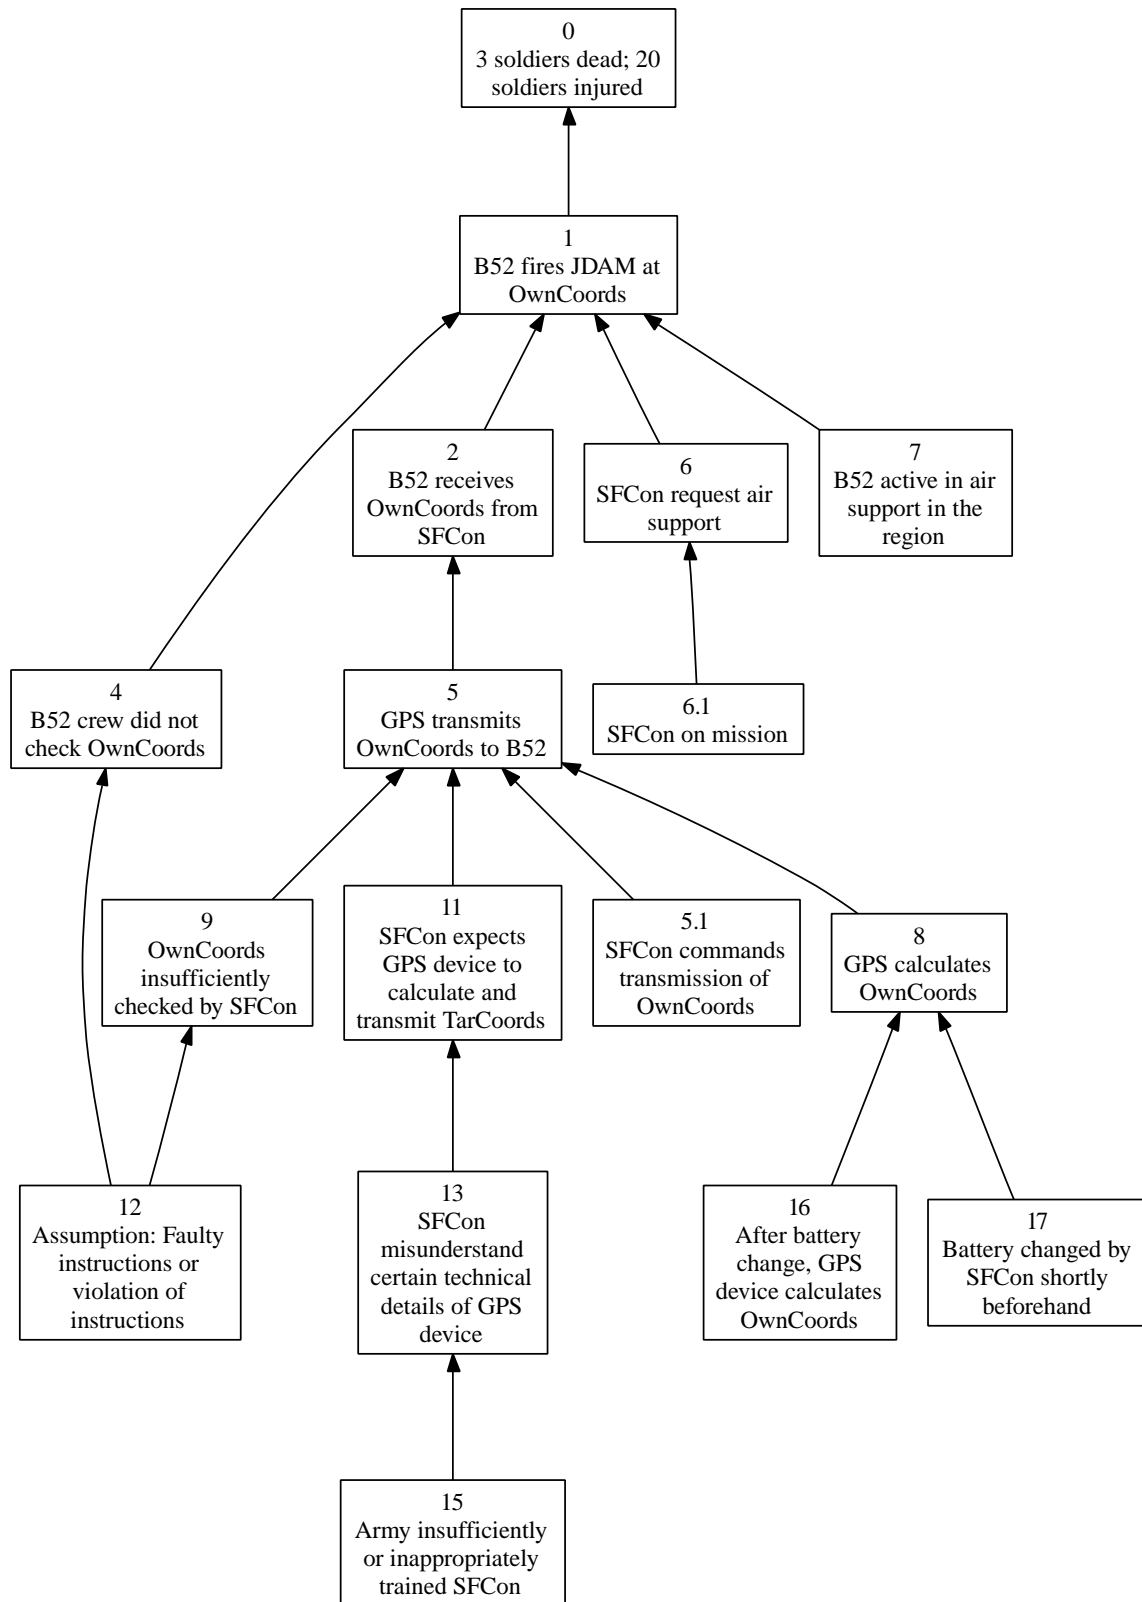 0
3 soldiers dead; 20
soldiers injured
1
B52 fires JDAM at
OwnCoords
2
B52 receives
OwnCoords from
SFCon
6
SFCon request air
support
7
B52 active in air
support in the
region
4
B52 crew did not
check OwnCoords
5
GPS transmits
OwnCoords to B52
6.1
SFCon on mission
9
OwnCoords
insufficiently
checked by SFCon
11
SFCon expects
GPS device to
calculate and
transmit TarCoords
5.1
SFCon commands
transmission of
OwnCoords
8
GPS calculates
OwnCoords
12
Assumption: Faulty
instructions or
violation of
instructions
13
SFCon
misunderstand
certain technical
details of GPS
device
16
After battery
change, GPS
device calculates
OwnCoords
17
Battery changed by
SFCon shortly
beforehand
15
Army insufficiently
or inappropriately
trained SFCon